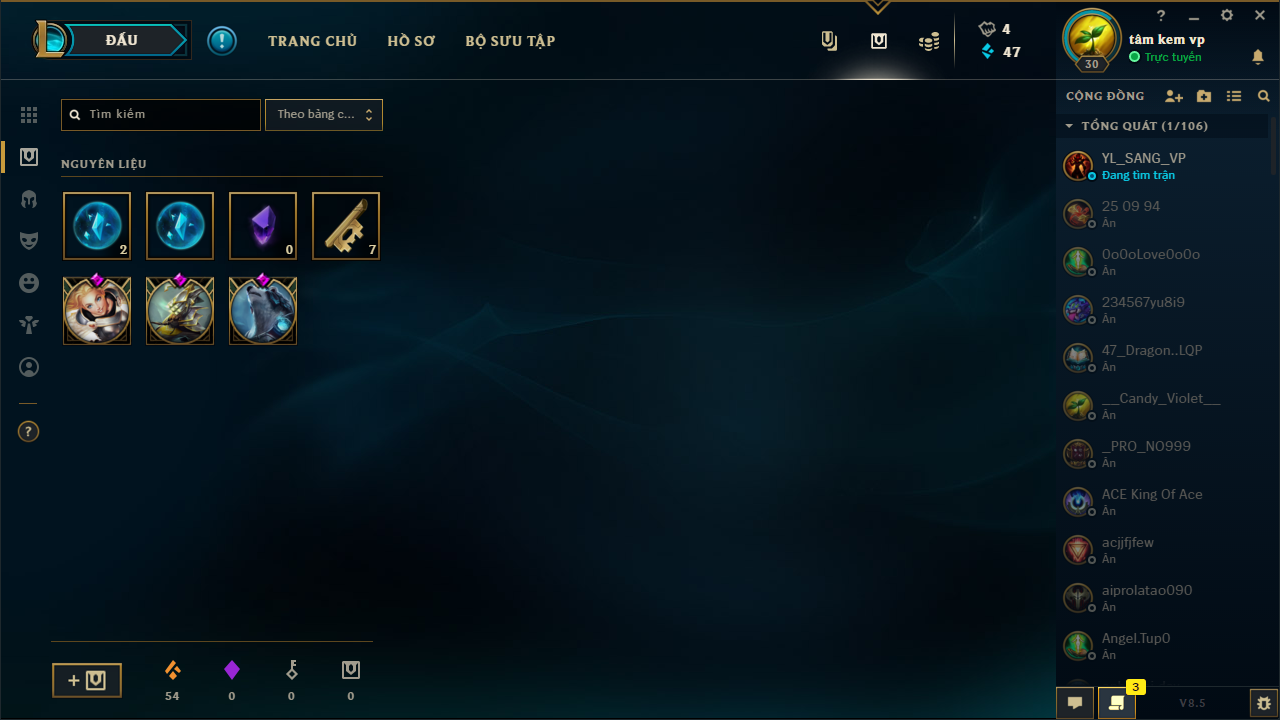 ĐẤU
TRANG CHỦ
HỒ SƠ
BỘ SƯU TẬP
4
47
30
tâm kem vp
Trực tuyến
Tìm kiếm
Theo bảng c...
NGUYÊN LIỆU
2
0
7
54
0
0
0
CỘNG ĐỒNG
TỔNG QUÁT (1/106)
YL_SANG_VP
Đang tìm trận
25 09 94
Ẩn
0o0oLove0o0o
Ẩn
234567yu8i9
Ẩn
47_Dragon..LQP
Ẩn
__Candy_Violet__
Ẩn
_PRO_NO999
Ẩn
ACE King Of Ace
Ẩn
acjjfjfew
Ẩn
aiprolatao090
Ẩn
Angel.Tup0
Ẩn
3
V8.5